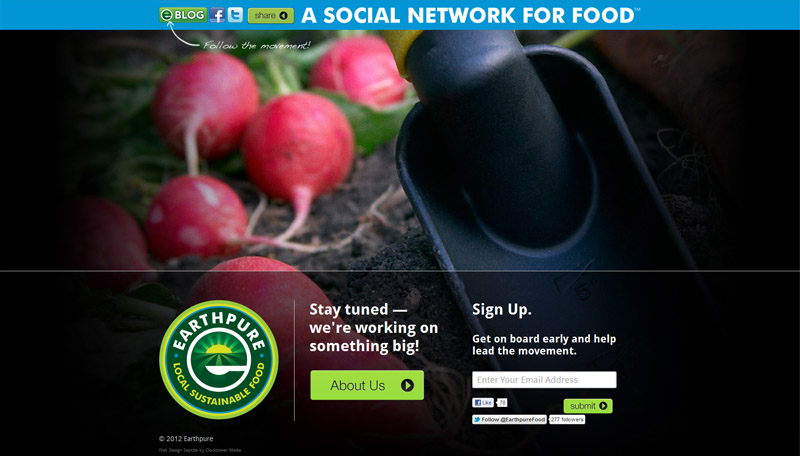 e BLOG
share
A SOCIAL NETWORK FOR FOOD™
Follow the movement!
EARTHPURE
LOCAL SUSTAINABLE FOOD
Stay tuned —
we're working on
something big!
About Us
Sign Up.
Get on board early and help
lead the movement.
Enter Your Email Address
Like 78
submit
Follow @EarthpureFood 277 followers
© 2012 Earthpure
Web Design Seattle by Clocktower Media